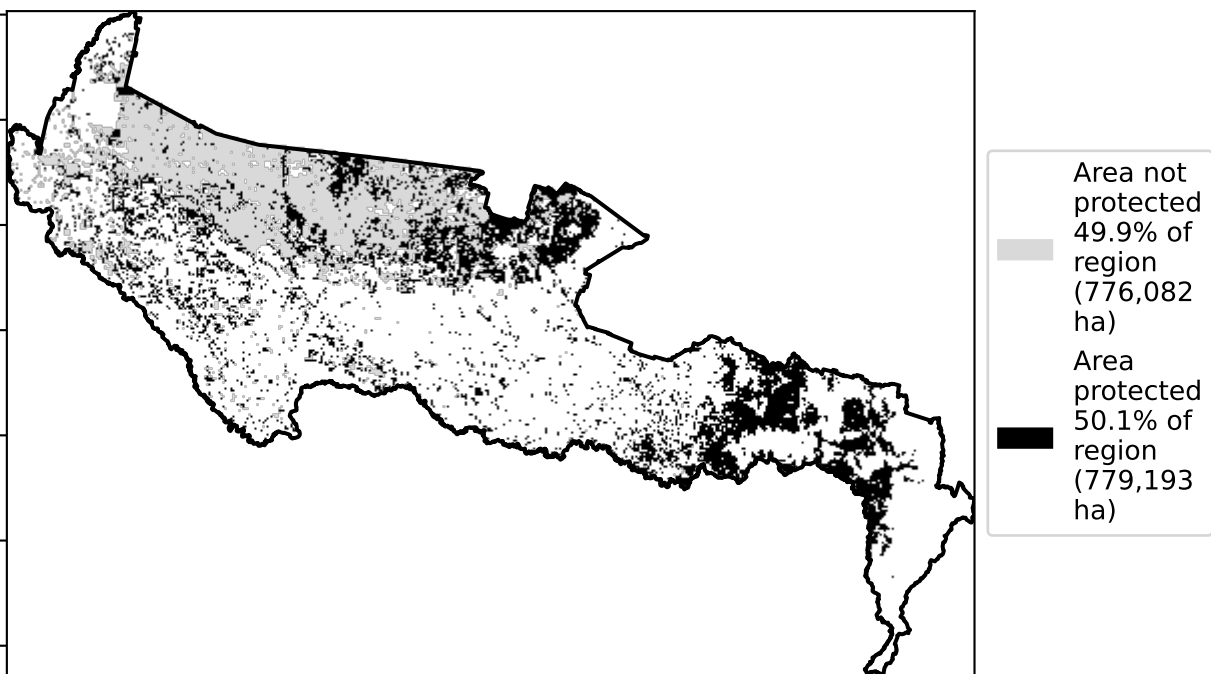 Area not
protected
49.9% of
region
(776,082
ha)
Area
protected
50.1% of
region
(779,193
ha)